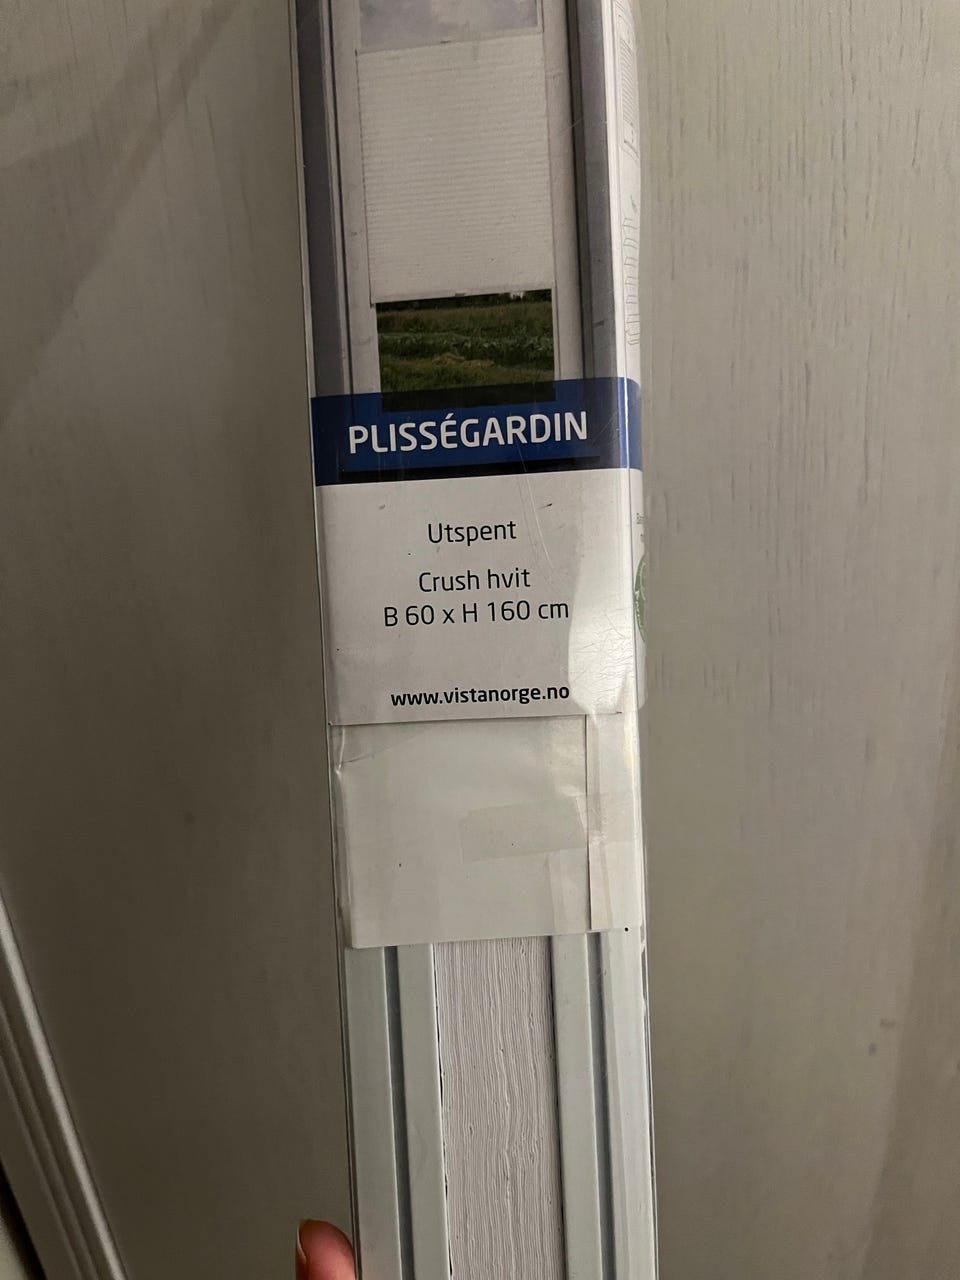 PLISSÉGARDIN
Utspent
Crush hvit
B 60 x H 160 cm
www.vistanorge.no